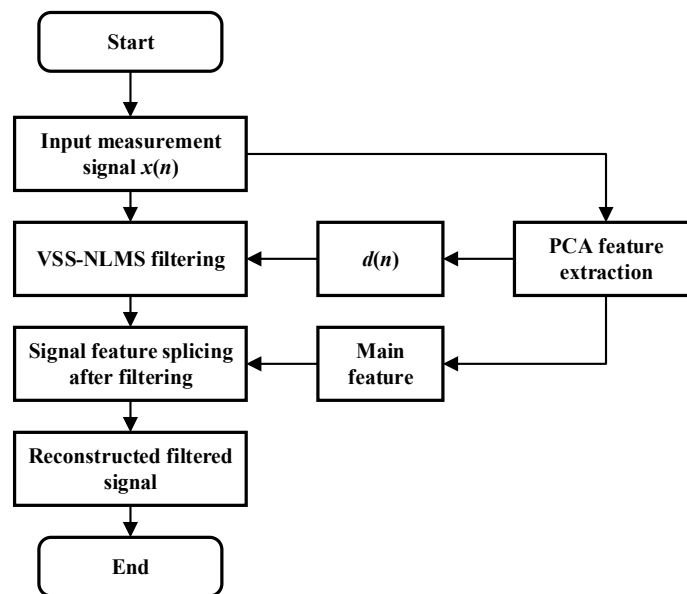 Start
Input measurement
signal x(n)
VSS-NLMS filtering
d(n)
PCA feature
extraction
Signal feature splicing
after filtering
Main
feature
Reconstructed filtered
signal
End